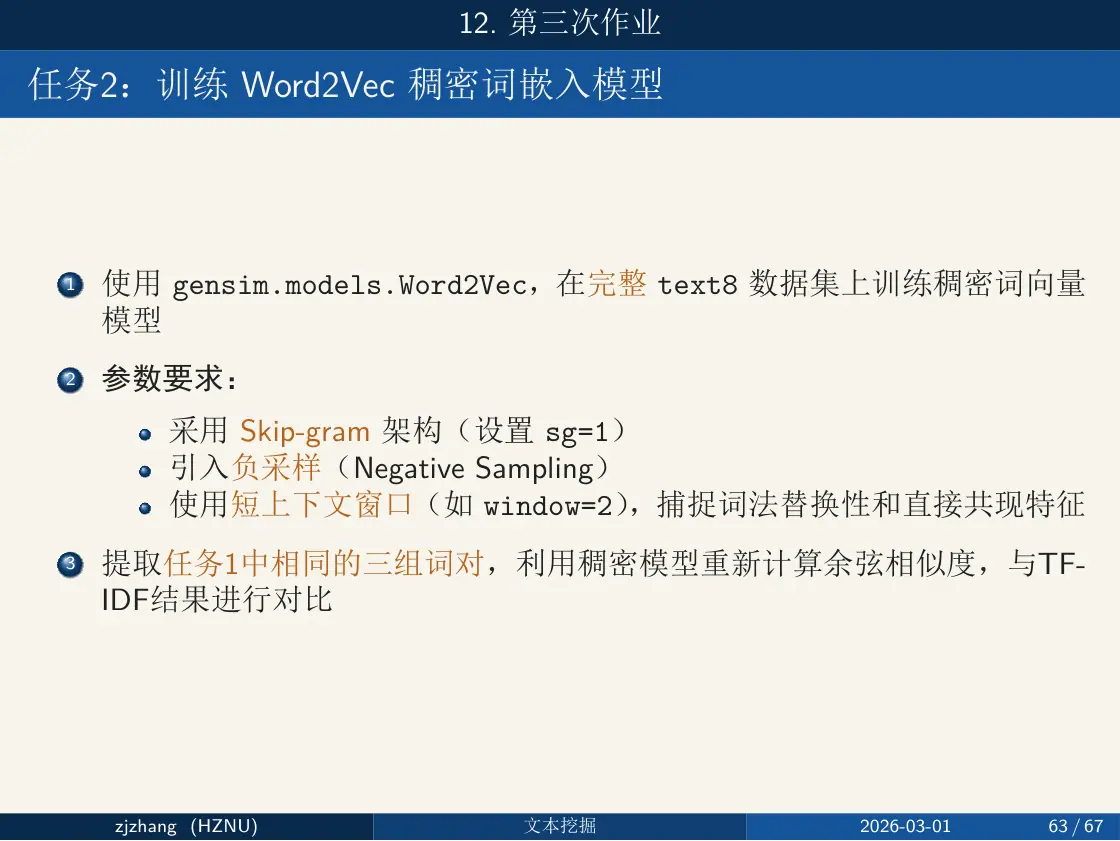 12. 第三次作业
任务2：训练 Word2Vec 稠密词嵌入模型
1 使用 gensim.models.Word2Vec，在完整 text8 数据集上训练稠密词向量
模型
2 参数要求：
采用 Skip-gram 架构（设置 sg=1）
引入负采样（Negative Sampling）
使用短上下文窗口（如 window=2），捕捉词法替换性和直接共现特征
3 提取任务1中相同的三组词对，利用稠密模型重新计算余弦相似度，与TF-
IDF结果进行对比
zjzhang (HZNU) 文本挖掘 2026-03-01 63 / 67